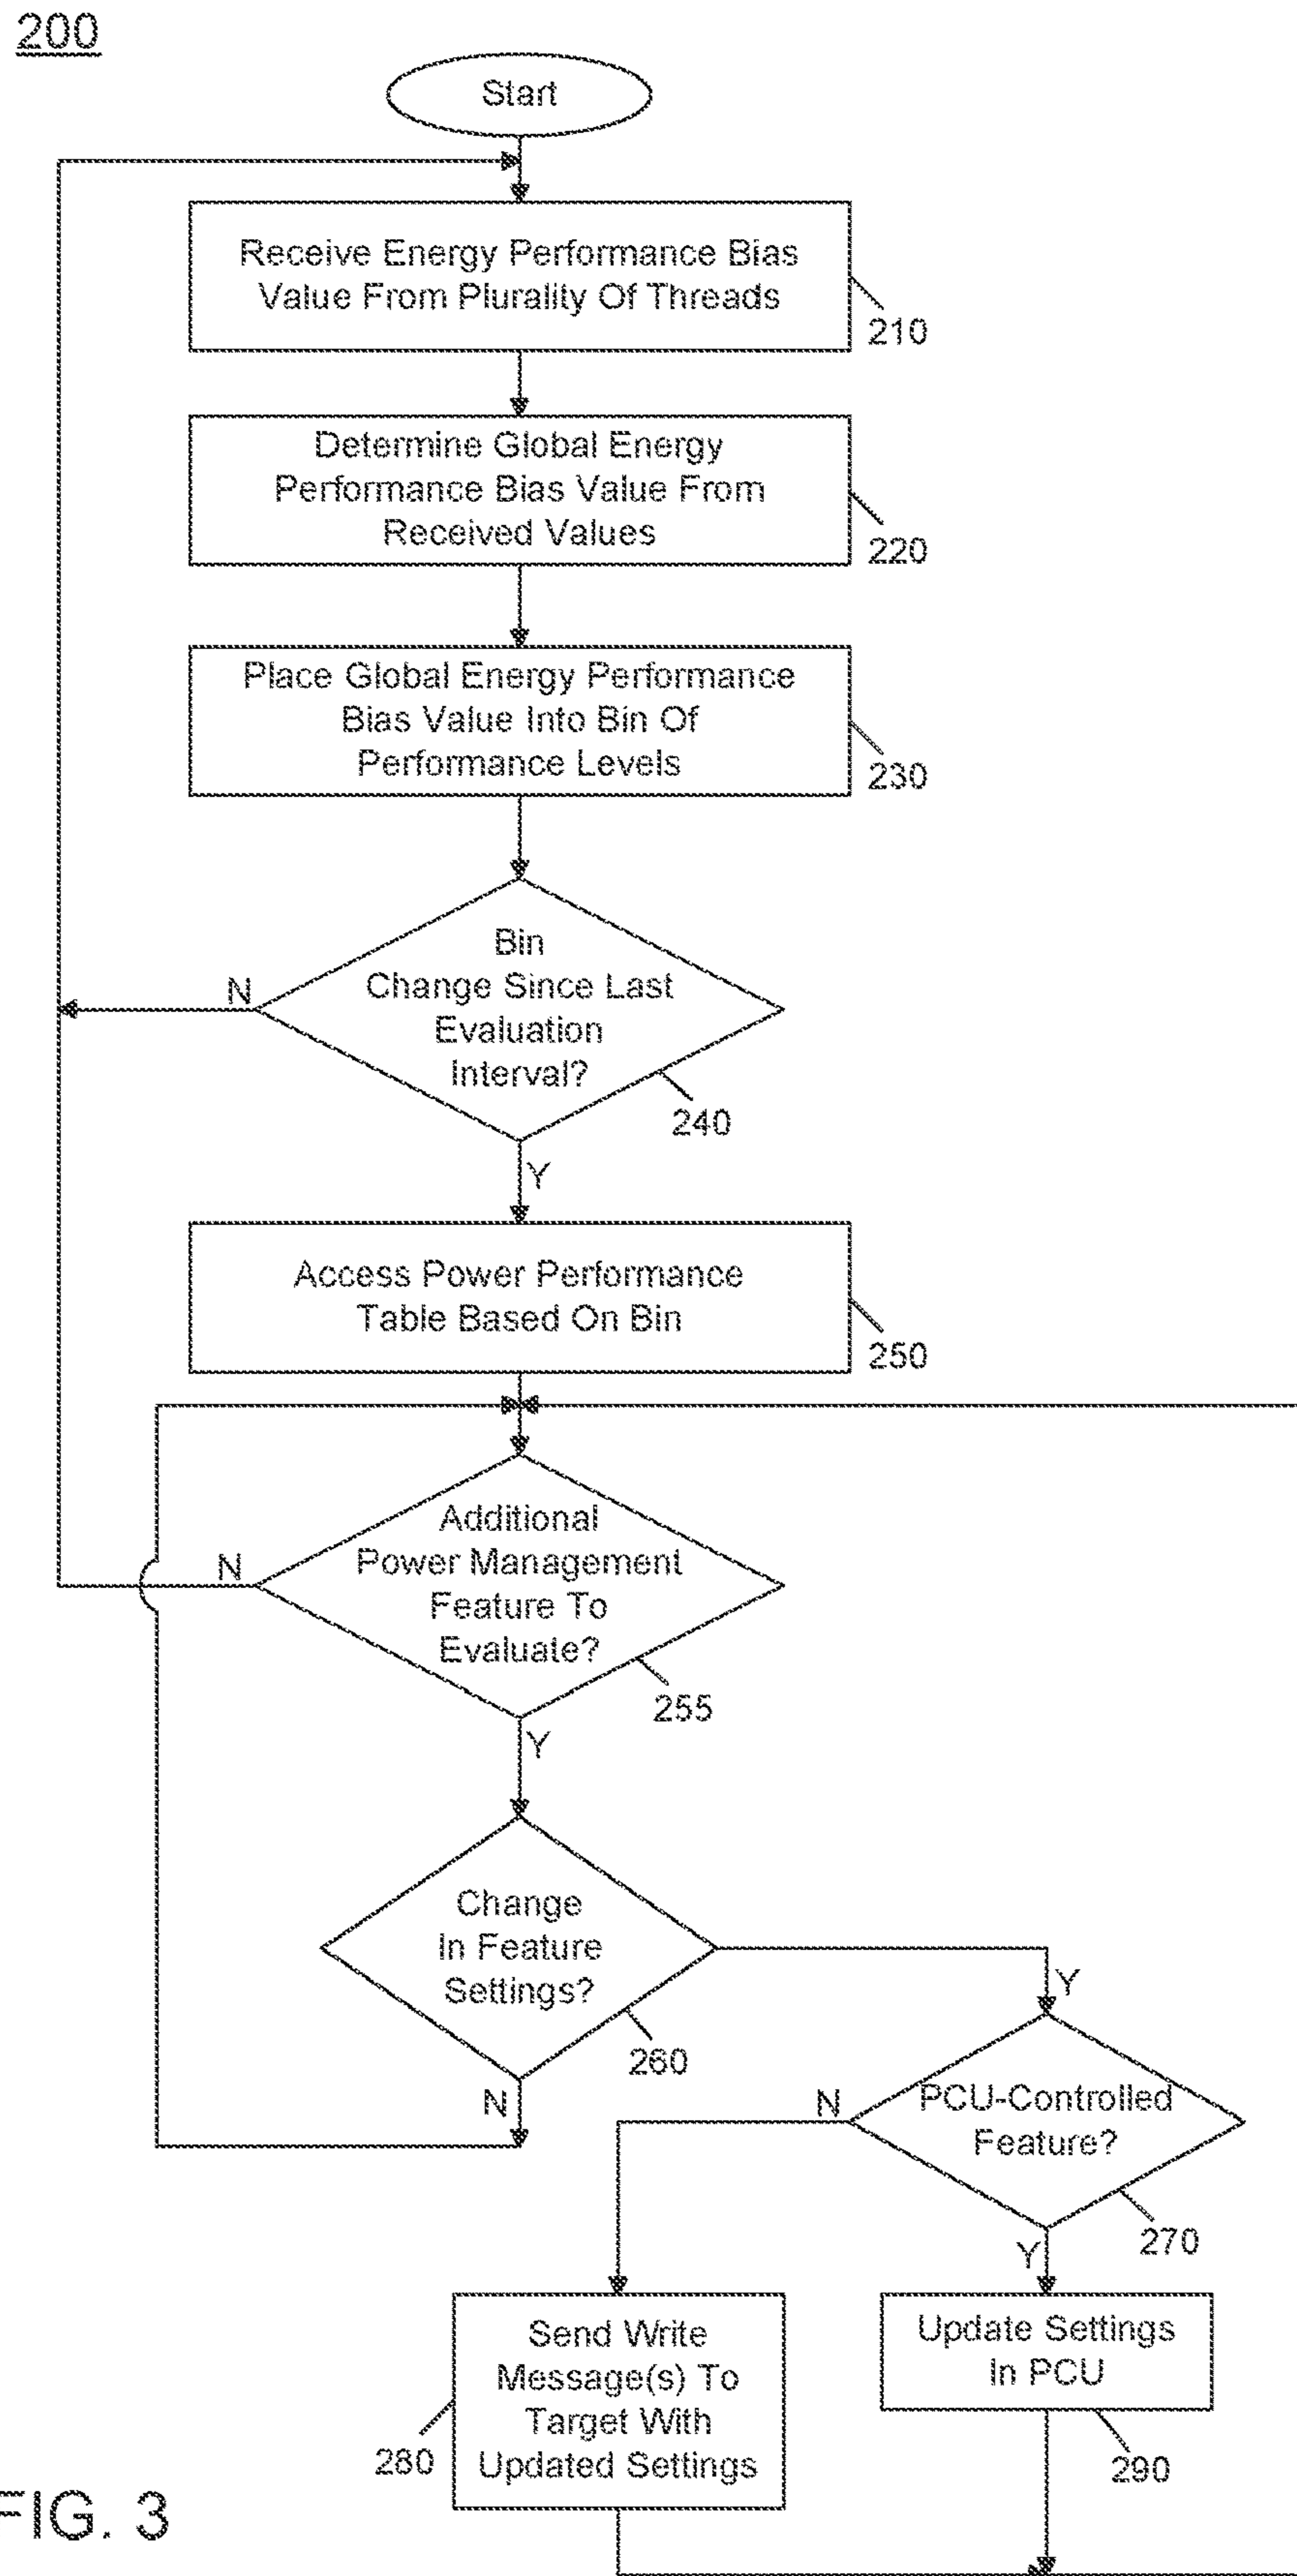 200
Start
Receive Energy Performance Bias
Value From Plurality Of Threads
210
Determine Global Energy
Performance Bias Value From
Received Values
220
Place Global Energy Performance
Bias Value Into Bin Of
Performance Levels
230
Bin
Change Since Last
Evaluation
Interval?
N
240
Y
Access Power Performance
Table Based On Bin
250
Additional
Power Management
Feature To
Evaluate?
N
255
Y
Change
In Feature
Settings?
260
Y
N
PCU-Controlled
Feature?
N
270
Y
Send Write
Message(s) To
Target With
Updated Settings
280
Update Settings
In PCU
290
FIG. 3